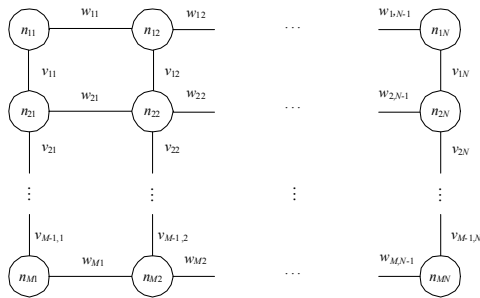 w11 w12 ... w1,N-1
n11 n12 n1N
v11 v12 v1N
w21 w22 ... w2,N-1
n21 n22 n2N
v21 v22 v2N
⋮ ⋮ ⋮ ⋮
vM-1,1 vM-1,2 vM-1,N
wM1 wM2 ... wM,N-1
nM1 nM2 nMN